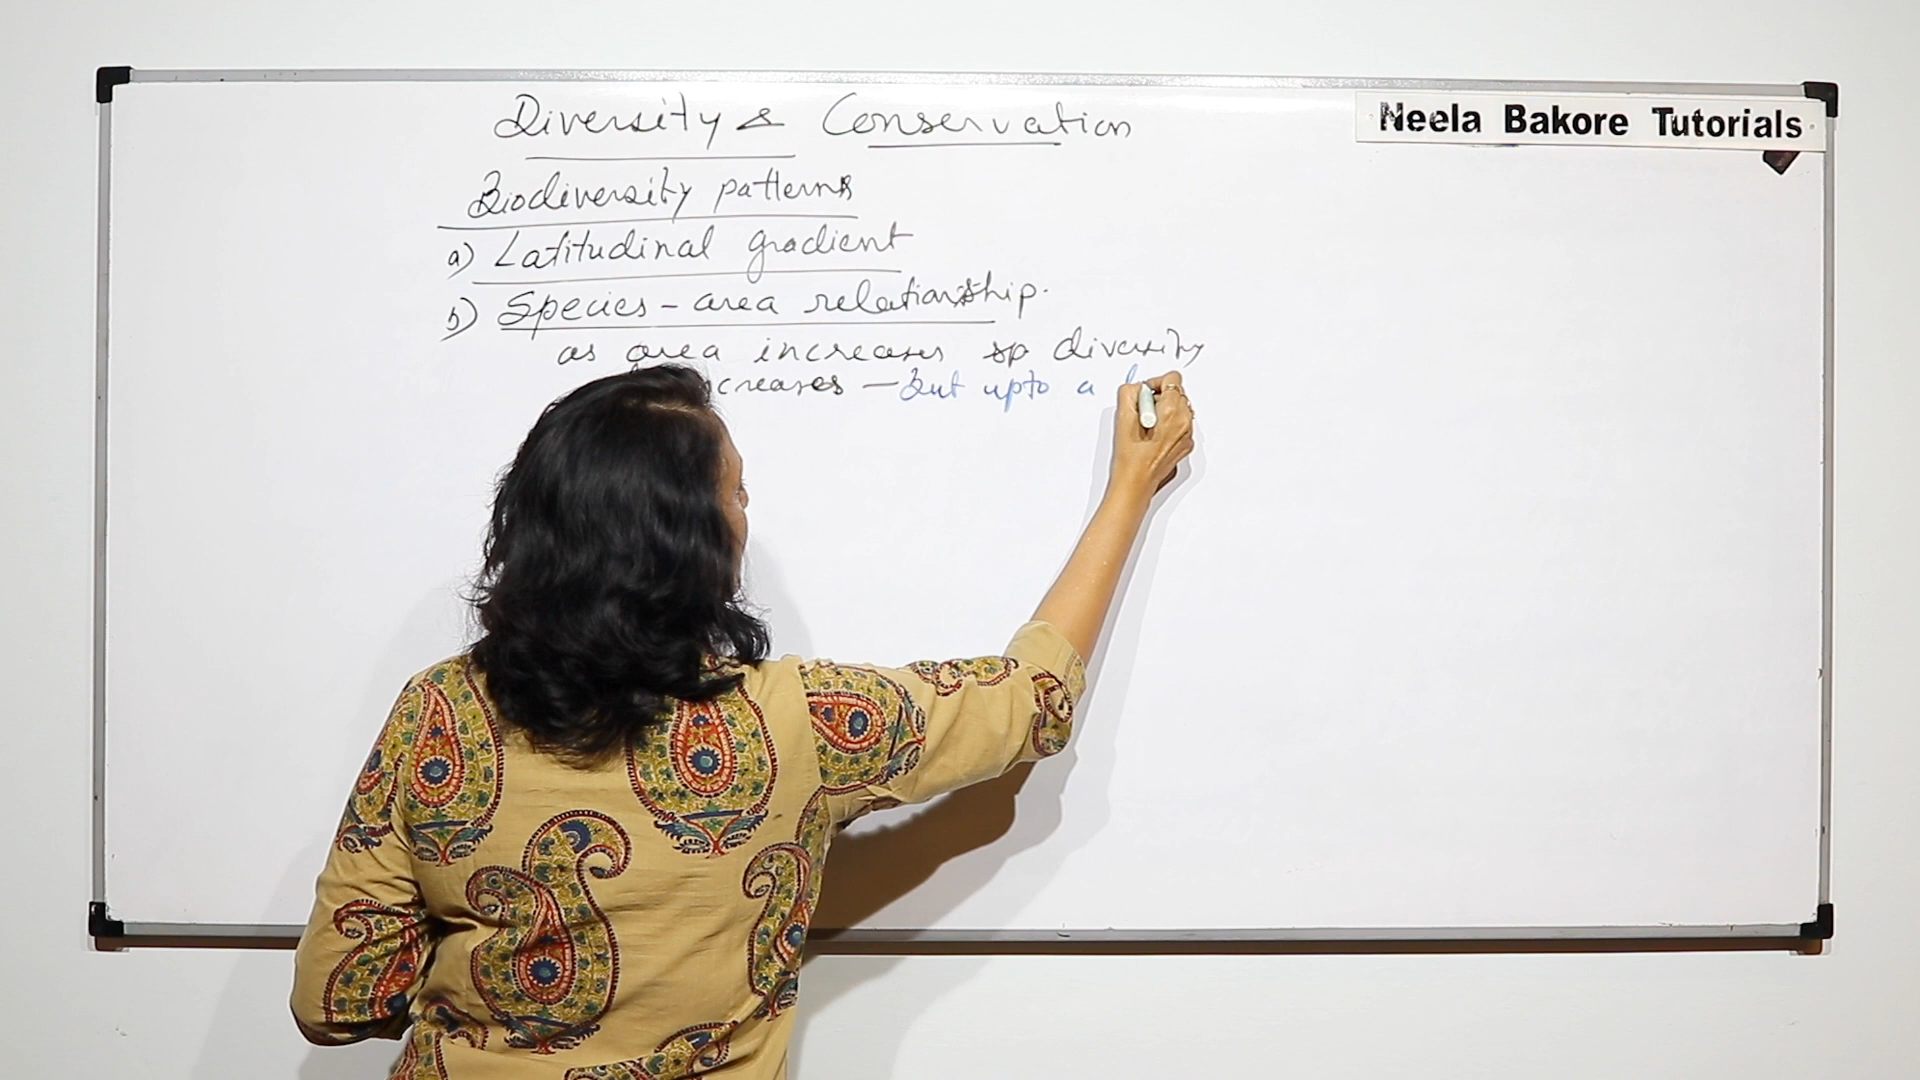 Diversity & Conservation
Neela Bakore Tutorials
Biodiversity patterns
a) Latitudinal gradient
b) Species - area relationship.
as area increases sp diversity
creases - But upto a